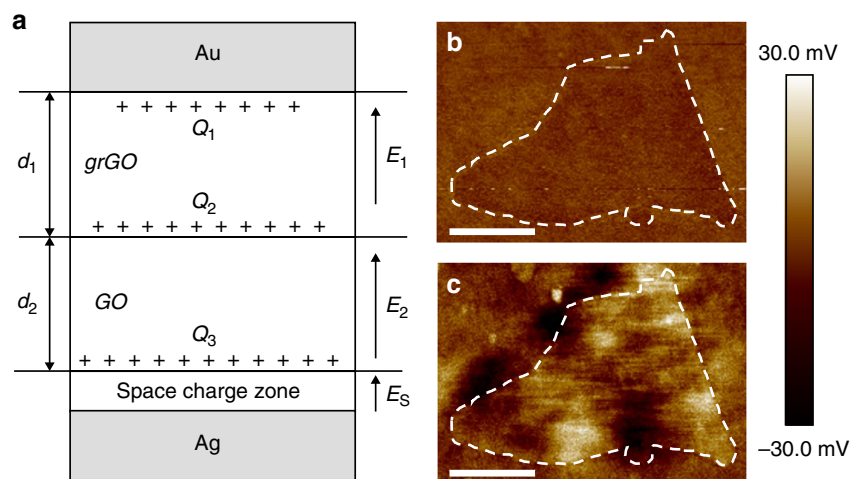 a
Au
+ + + + + + + +
Q1
d1
grGO
E1
Q2
+ + + + + + + + + +
d2
GO
E2
Q3
+ + + + + + + + + + +
Space charge zone
ES
Ag
b
c
30.0 mV
−30.0 mV